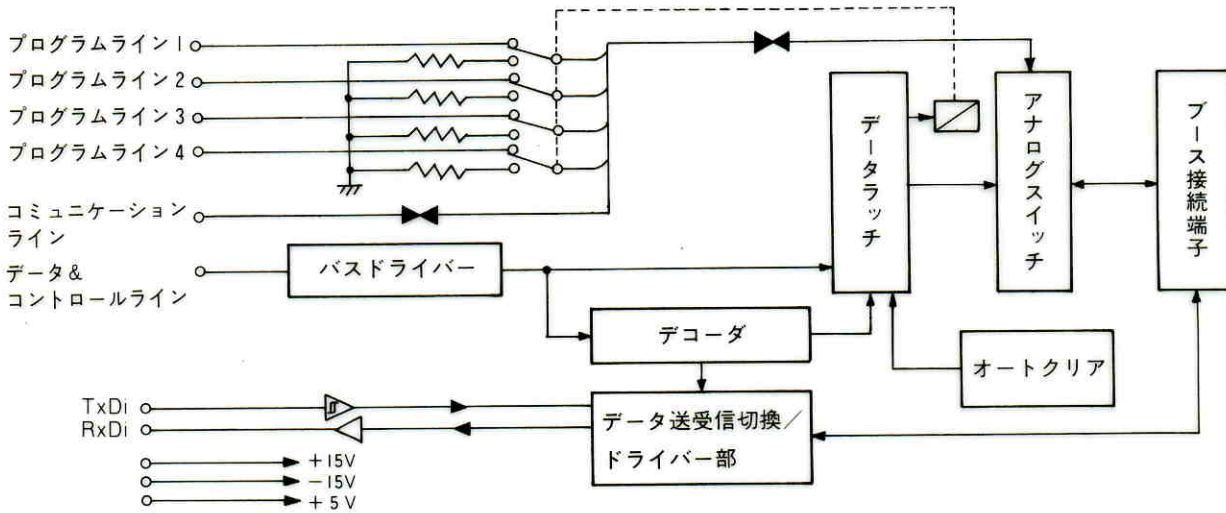 プログラムライン1
プログラムライン2
プログラムライン3
プログラムライン4
コミュニケーション
ライン
データ&
コントロールライン
バスドライバー
デコーダ
データラッチ
アナログスイッチ
ブース接続端子
オートクリア
データ送受信切換/
ドライバー部
TxDi
RxDi
+15V
-15V
+5V